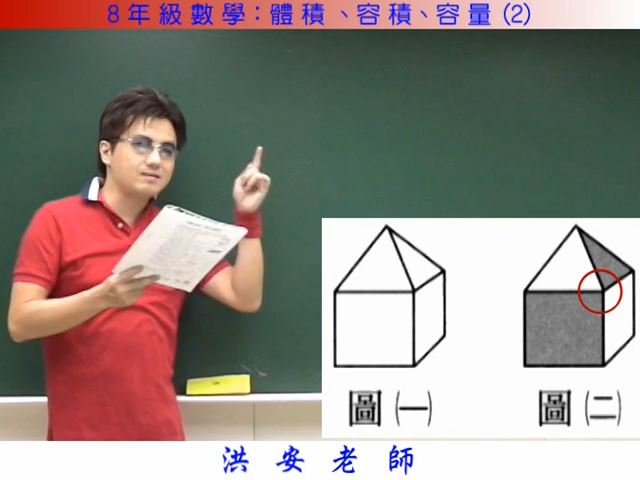 8年級數學：體積、容積、容量 (2)
圖 (一)
圖 (二)
洪安老師